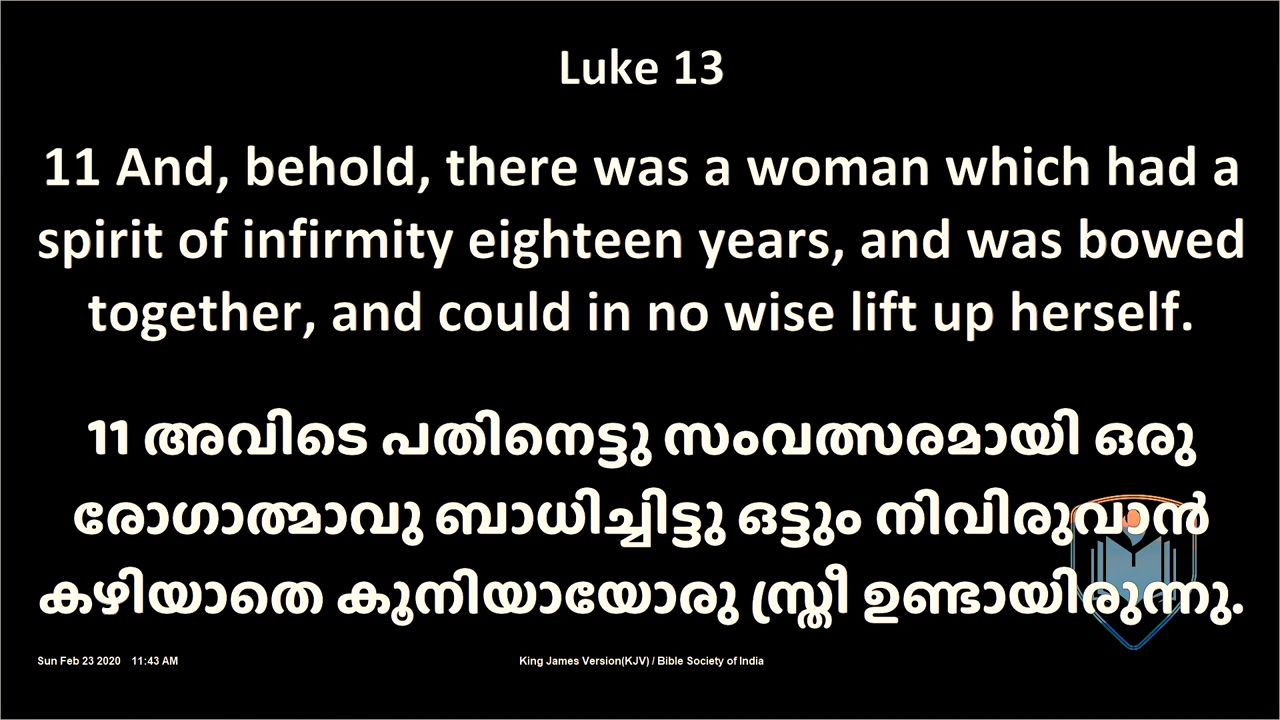 Luke 13
11 And, behold, there was a woman which had a
spirit of infirmity eighteen years, and was bowed
together, and could in no wise lift up herself.
11 അവിടെ പതിനെട്ടു സംവത്സരമായി ഒരു
രോഗാത്മാവു ബാധിച്ചിട്ടു ഒട്ടും നിവിരുവാൻ
കഴിയാതെ കൂനിയായോരു സ്ത്രീ ഉണ്ടായിരുന്നു.
Sun Feb 23 2020 11:43 AM
King James Version(KJV) / Bible Society of India